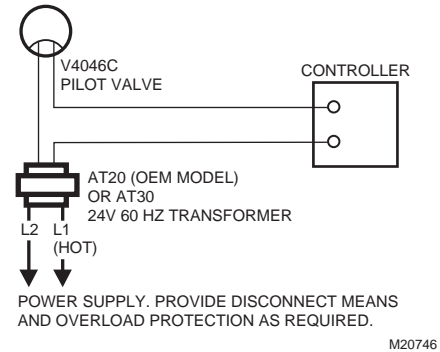 V4046C
PILOT VALVE
CONTROLLER
AT20 (OEM MODEL)
OR AT30
24V 60 HZ TRANSFORMER
L2 L1
(HOT)
POWER SUPPLY. PROVIDE DISCONNECT MEANS
AND OVERLOAD PROTECTION AS REQUIRED.
M20746